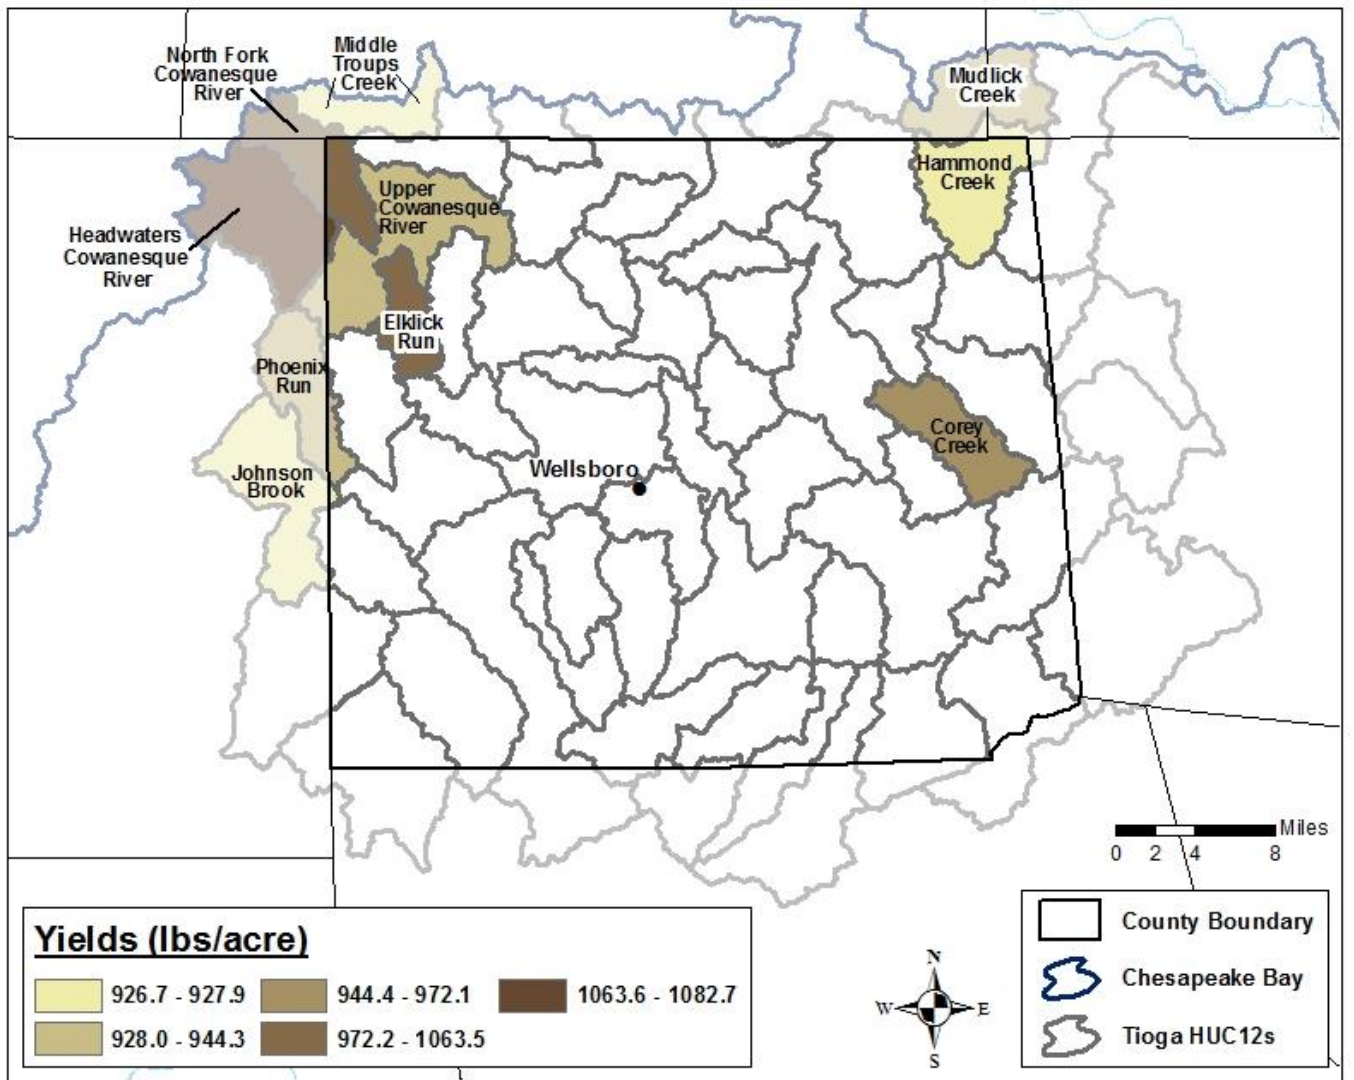 North Fork
Cowanesque
River
Middle
Troups
Creek
Mudlick
Creek
Hammond
Creek
Upper
Cowanesque
River
Headwaters
Cowanesque
River
Elklick
Run
Phoenix
Run
Corey
Creek
Johnson
Brook
Wellsboro
Miles
0 2 4 8
Yields (lbs/acre)
926.7 - 927.9
944.4 - 972.1
1063.6 - 1082.7
928.0 - 944.3
972.2 - 1063.5
N
W E
S
County Boundary
Chesapeake Bay
Tioga HUC12s